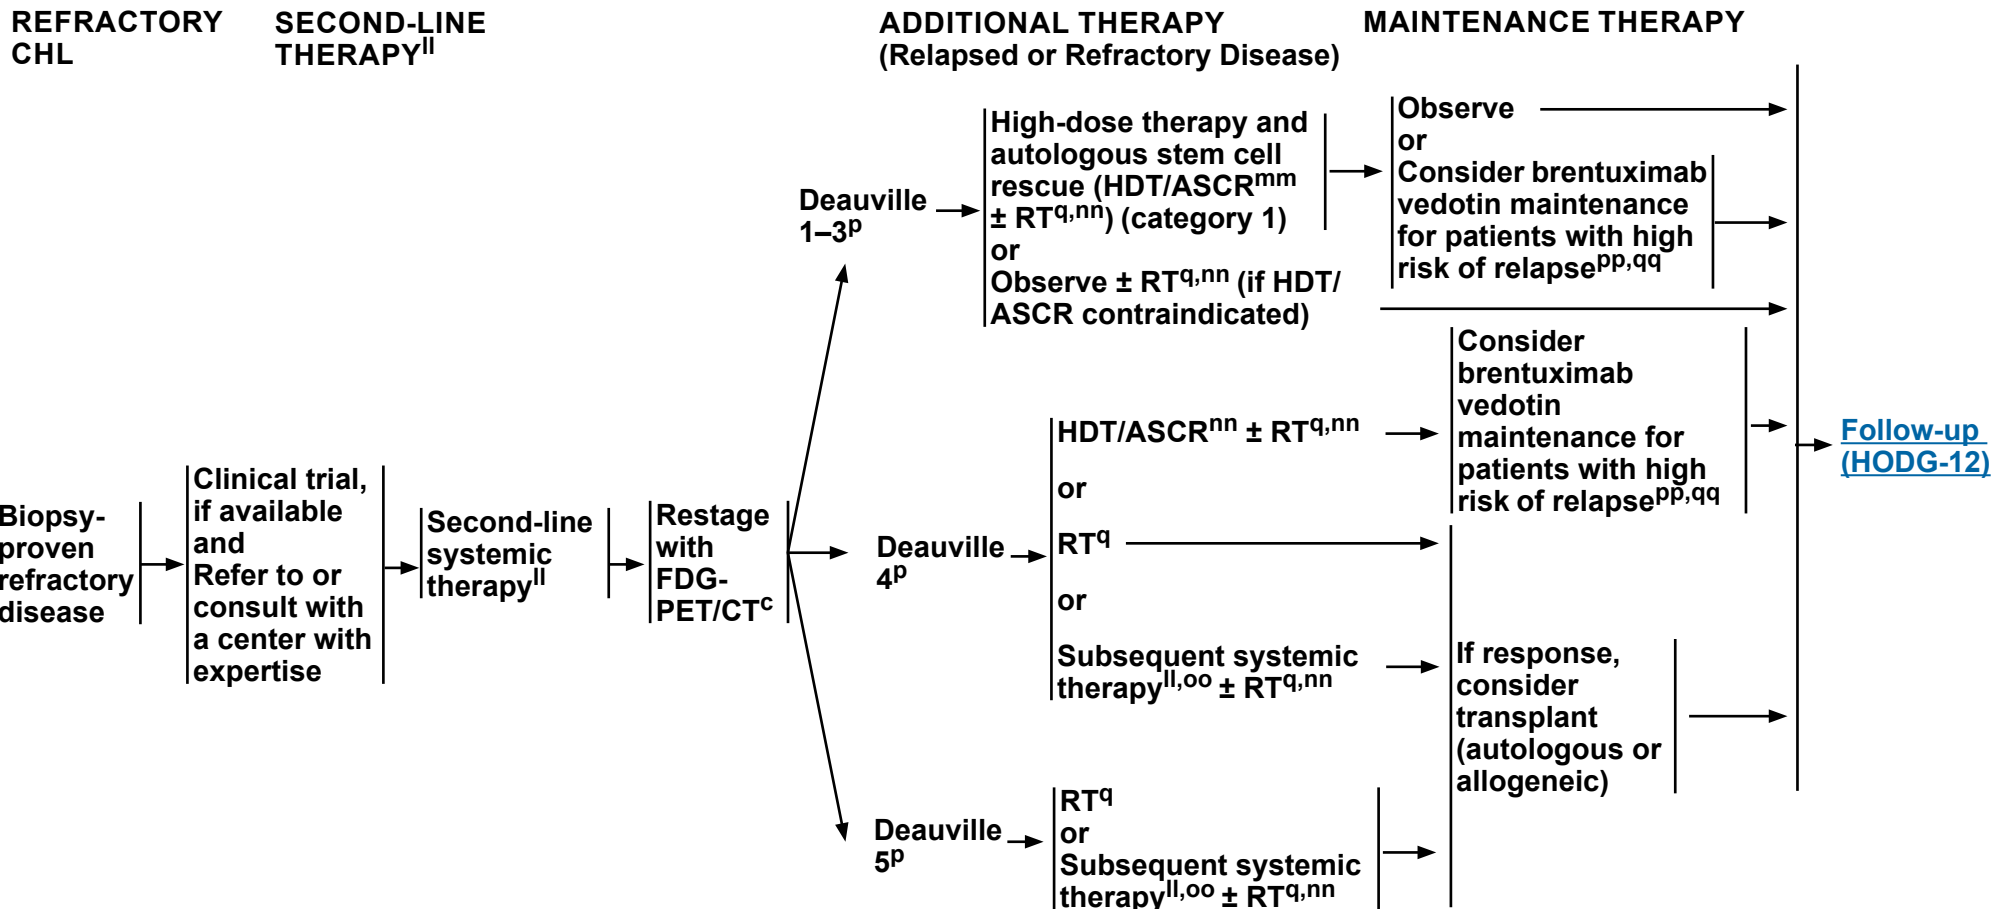 REFRACTORY
CHL
SECOND-LINE
THERAPYll
ADDITIONAL THERAPY
(Relapsed or Refractory Disease)
MAINTENANCE THERAPY
Biopsy-
proven
refractory
disease
Clinical trial,
if available
and
Refer to or
consult with
a center with
expertise
Second-line
systemic
therapyll
Restage
with
FDG-
PET/CTc
Deauville
1–3p
High-dose therapy and
autologous stem cell
rescue (HDT/ASCRmm
± RTq,nn) (category 1)
or
Observe ± RTq,nn (if HDT/
ASCR contraindicated)
Observe
or
Consider brentuximab
vedotin maintenance
for patients with high
risk of relapsepp,qq
Deauville
4p
HDT/ASCRnn ± RTq,nn
or
RTq
or
Subsequent systemic
therapyll,oo ± RTq,nn
Consider
brentuximab
vedotin
maintenance for
patients with high
risk of relapsepp,qq
Deauville
5p
RTq
or
Subsequent systemic
therapyll,oo ± RTq,nn
If response,
consider
transplant
(autologous or
allogeneic)
Follow-up
(HODG-12)